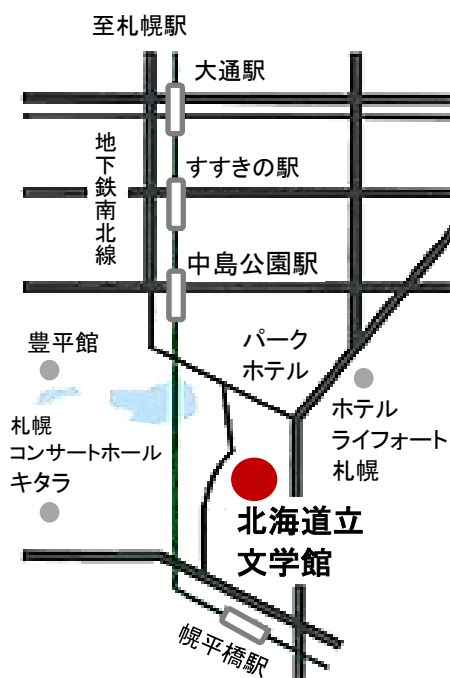 至札幌駅
大通駅
地下鉄南北線
すすきの駅
中島公園駅
豊平館
パーク
ホテル
札幌
コンサートホール
キタラ
ホテル
ライフォート
札幌
北海道立
文学館
幌平橋駅